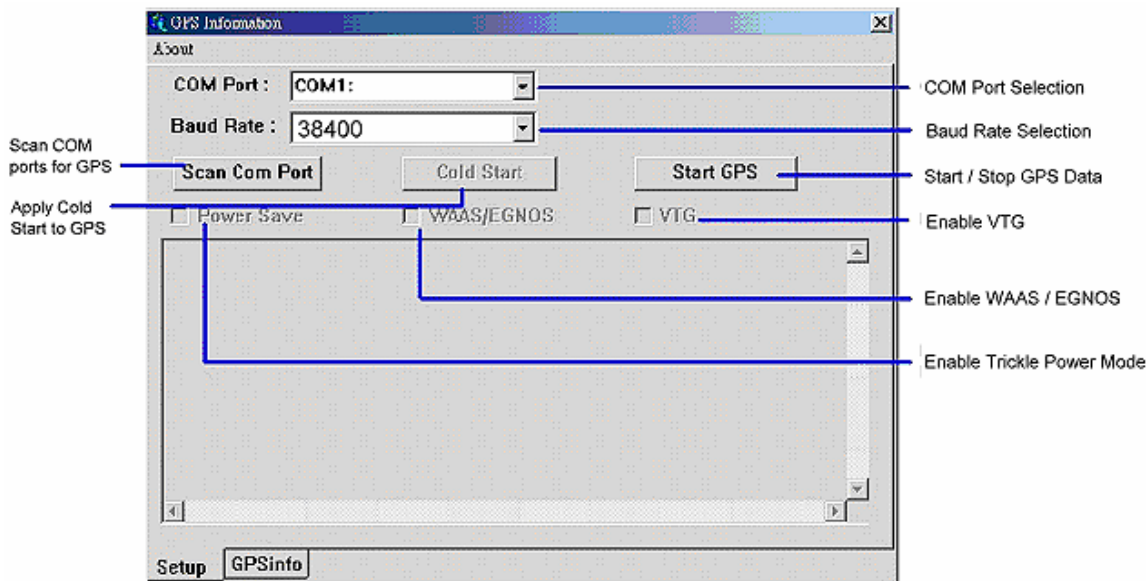 GPS Information
About
COM Port :
COM1:
COM Port Selection
Baud Rate :
38400
Baud Rate Selection
Scan COM
ports for GPS
Scan Com Port
Cold Start
Start GPS
Start / Stop GPS Data
Apply Cold
Start to GPS
Power Save
WAAS/EGNOS
VTG
Enable VTG
Enable WAAS / EGNOS
Enable Trickle Power Mode
Setup
GPSinfo